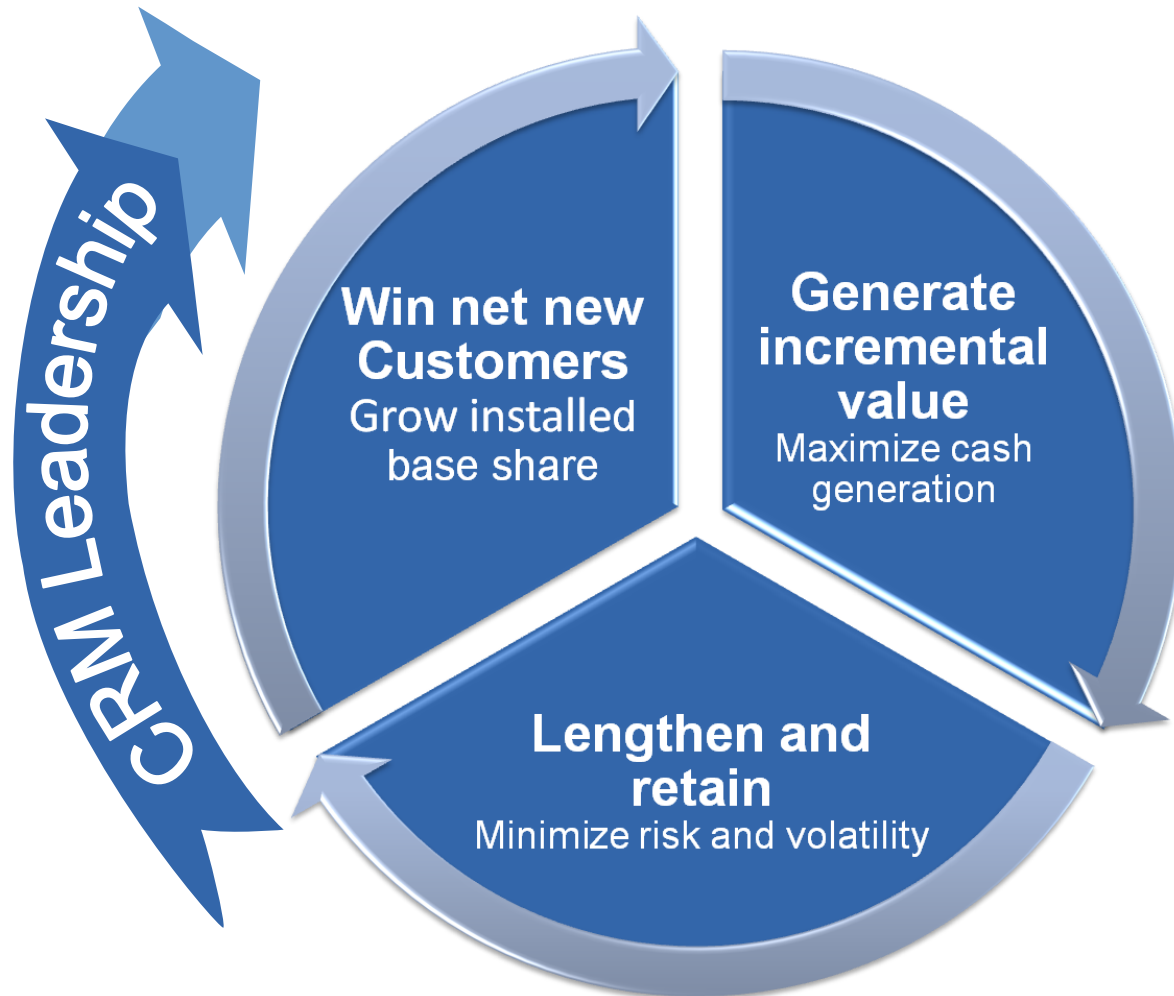 CRM Leadership
Win net new
Customers
Grow installed
base share
Generate
incremental
value
Maximize cash
generation
Lengthen and
retain
Minimize risk and volatility